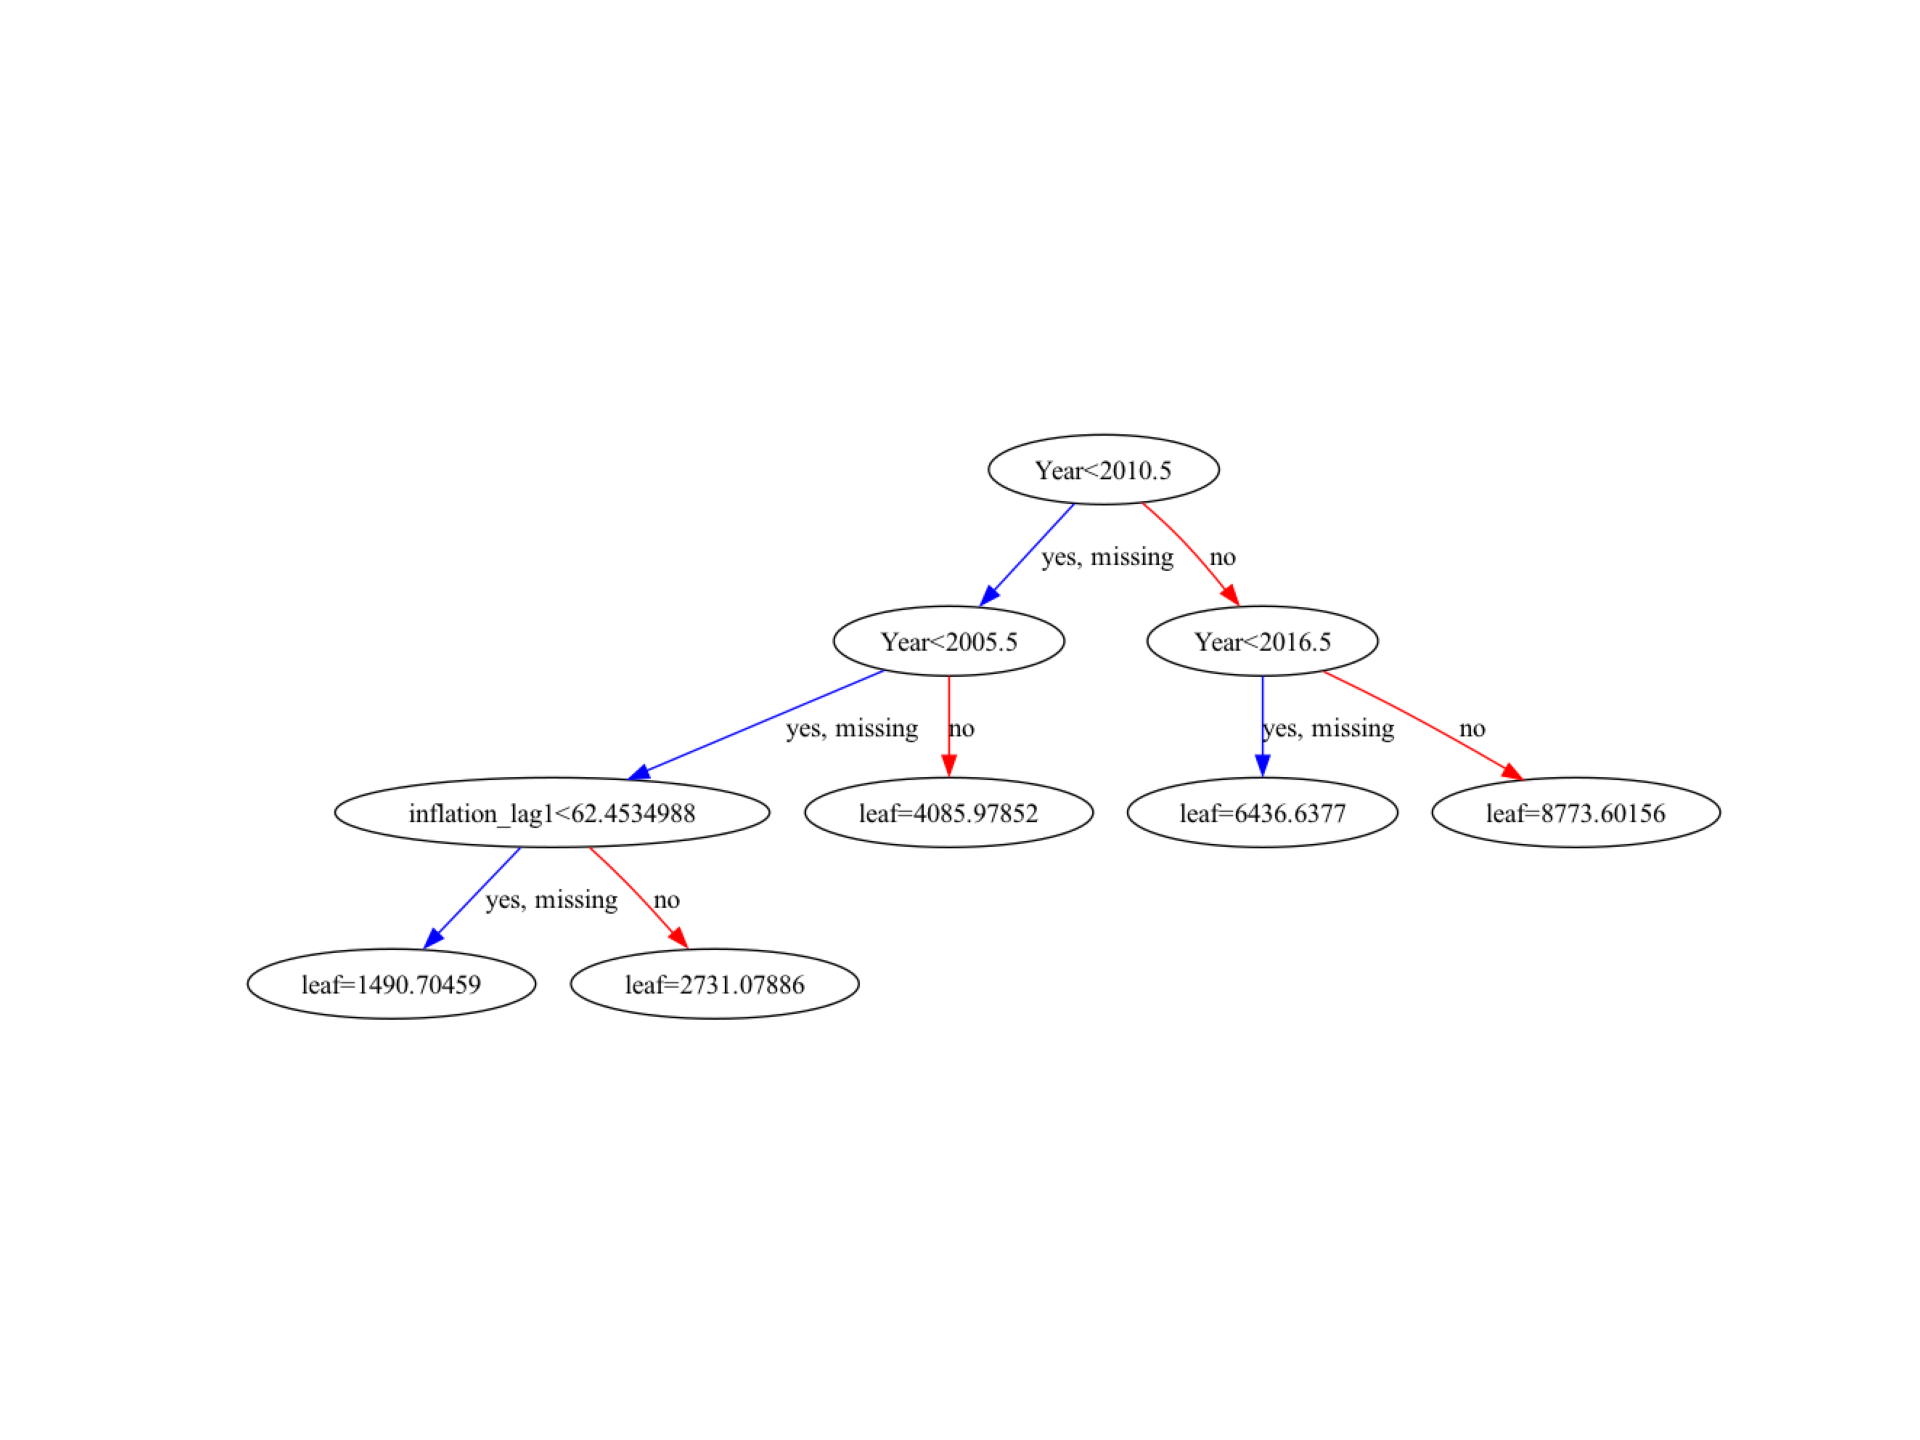 Year<2010.5
yes, missing
no
Year<2005.5
Year<2016.5
yes, missing
no
yes, missing
no
inflation_lag1<62.4534988
leaf=4085.97852
leaf=6436.6377
leaf=8773.60156
yes, missing
no
leaf=1490.70459
leaf=2731.07886